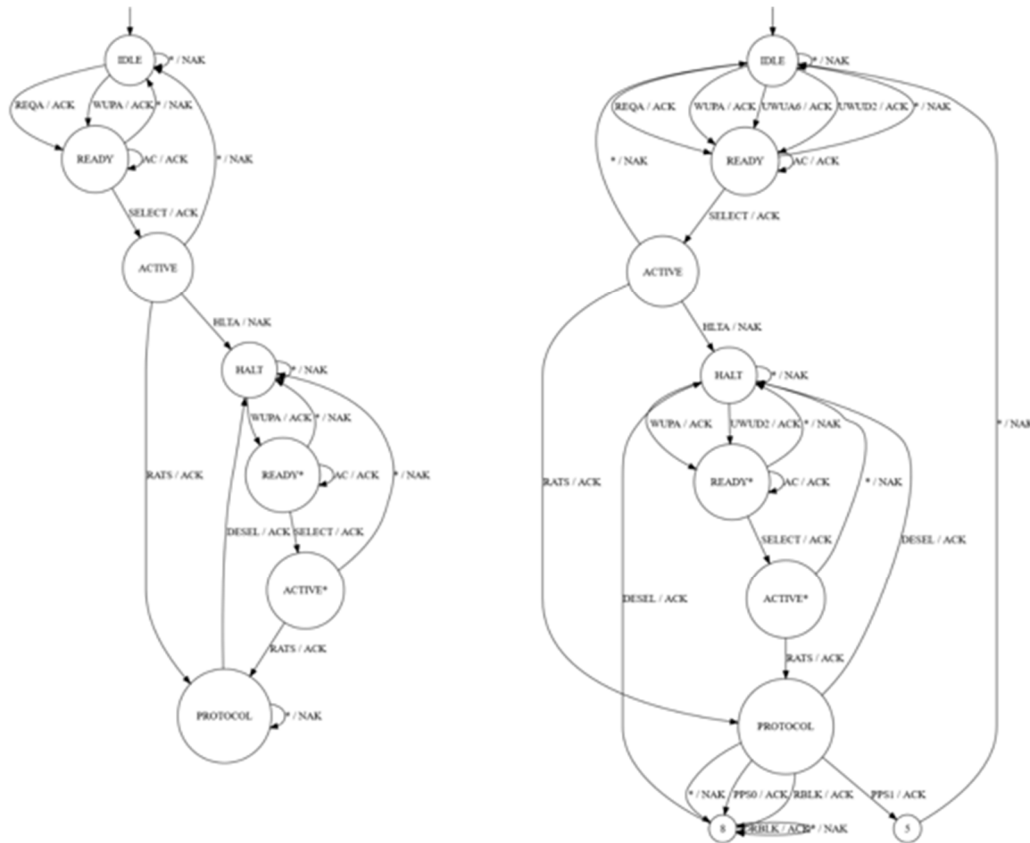 IDLE
* / NAK
REQA / ACK
WUPA / ACK
* / NAK
READY
AC / ACK
* / NAK
SELECT / ACK
ACTIVE
HLTA / NAK
HALT
* / NAK
WUPA / ACK
* / NAK
READY*
AC / ACK
* / NAK
RATS / ACK
DESEL / ACK
SELECT / ACK
ACTIVE*
RATS / ACK
PROTOCOL
* / NAK
IDLE
* / NAK
REQA / ACK
WUPA / ACK
UWUA6 / ACK
UWUD2 / ACK
* / NAK
READY
AC / ACK
* / NAK
SELECT / ACK
ACTIVE
HLTA / NAK
HALT
* / NAK
WUPA / ACK
UWUD2 / ACK
* / NAK
* / NAK
READY*
AC / ACK
* / NAK
RATS / ACK
SELECT / ACK
DESEL / ACK
ACTIVE*
DESEL / ACK
RATS / ACK
PROTOCOL
* / NAK
PPS0 / ACK
RBLK / ACK
PPS1 / ACK
8
RBLK / ACK
* / NAK
5